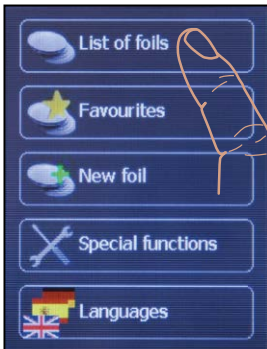 List of foils
Favourites
New foil
Special functions
Languages